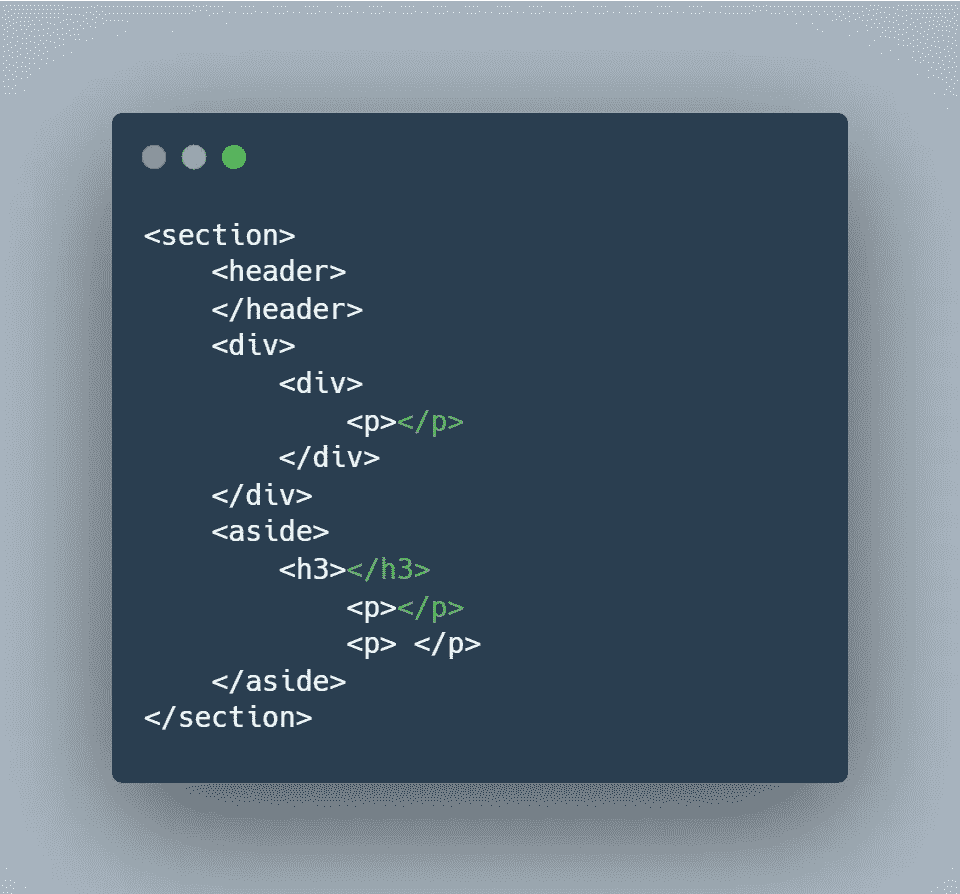 <section>
    <header>
    </header>
    <div>
        <div>
            <p></p>
        </div>
    </div>
    <aside>
        <h3></h3>
            <p></p>
            <p> </p>
    </aside>
</section>